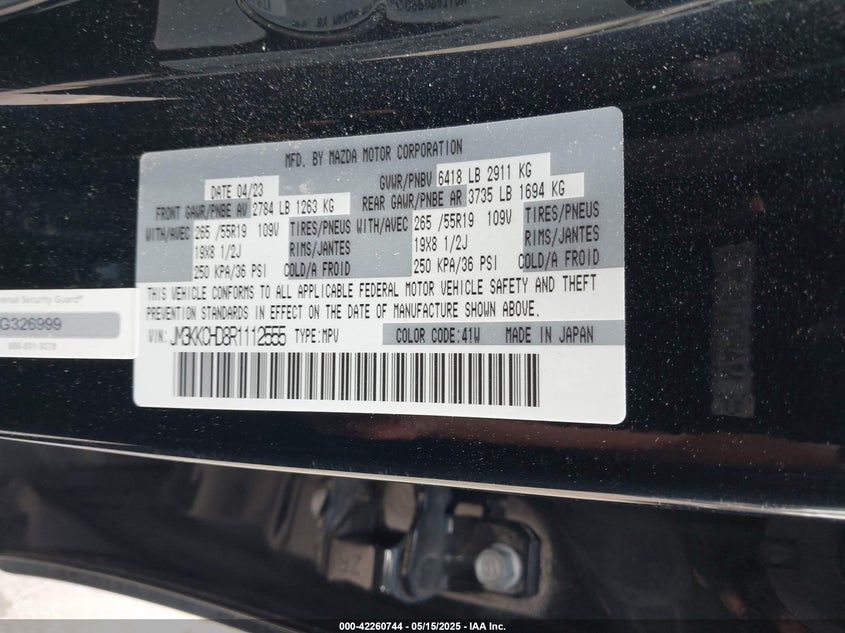 MFD. BY MAZDA MOTOR CORPORATION
DATE 04/23 GVWR/PNBV 6418 LB 2911 KG
FRONT GAWR/PNBE AV 2784 LB 1263 KG REAR GAWR/PNBE AR 3735 LB 1694 KG
WITH/AVEC 265 /55R19 109V TIRES/PNEUS WITH/AVEC 265 /55R19 109V TIRES/PNEUS
19X8 1/2J RIMS/JANTES 19X8 1/2J RIMS/JANTES
250 KPA/36 PSI COLD/A FROID 250 KPA/36 PSI COLD/A FROID
THIS VEHICLE CONFORMS TO ALL APPLICABLE FEDERAL MOTOR VEHICLE SAFETY AND THEFT
PREVENTION STANDARDS IN EFFECT ON THE DATE OF MANUFACTURE SHOWN ABOVE.
VIN: JM3KKCHD8R1112555 TYPE:MPV COLOR CODE:41W MADE IN JAPAN
Security Guard®
G326999
000-42260744 - 05/15/2025 - IAA Inc.